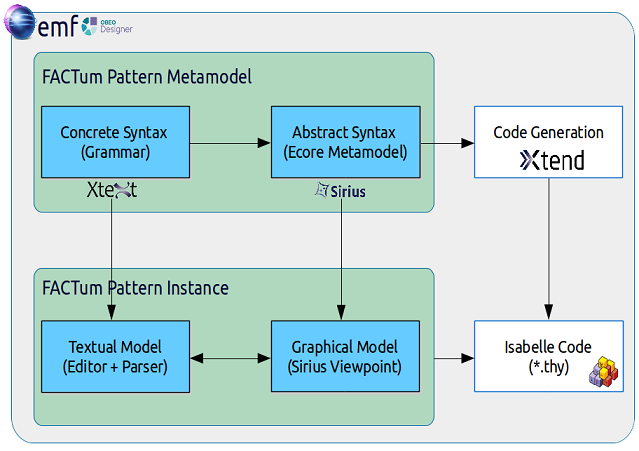 emf OBEO Designer
FACTum Pattern Metamodel
Concrete Syntax
(Grammar)
Abstract Syntax
(Ecore Metamodel)
Code Generation
Xtend
Xtext
Sirius
FACTum Pattern Instance
Textual Model
(Editor + Parser)
Graphical Model
(Sirius Viewpoint)
Isabelle Code
(*.thy)